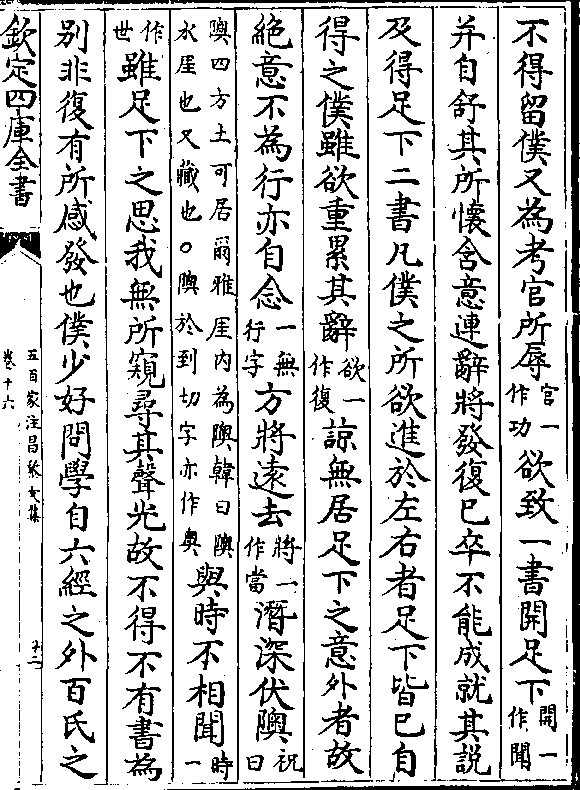 不得留僕又為考官所辱官一作功欲致一書開足下開一作聞
并自舒其所懷含意連辭將發復已卒不能成就其説
及得足下二書凡僕之所欲進於左右者足下皆已自
得之僕雖欲重累其辭欲一作復諒無居足下之意外者故
絶意不為行亦自念一無行字方將遠去將一作當潛深伏隩祝曰
隩四方土可居爾雅厓内為隩韓曰隩水厓也又藏也○隩於到切字亦作奥與時不相聞時一
作世雖足下之思我無所窺尋其聲光故不得不有書為
别非復有所感發也僕少好問學自六經之外百氏之
欽定四庫全書
五百家注昌黎文集
卷十六
十二